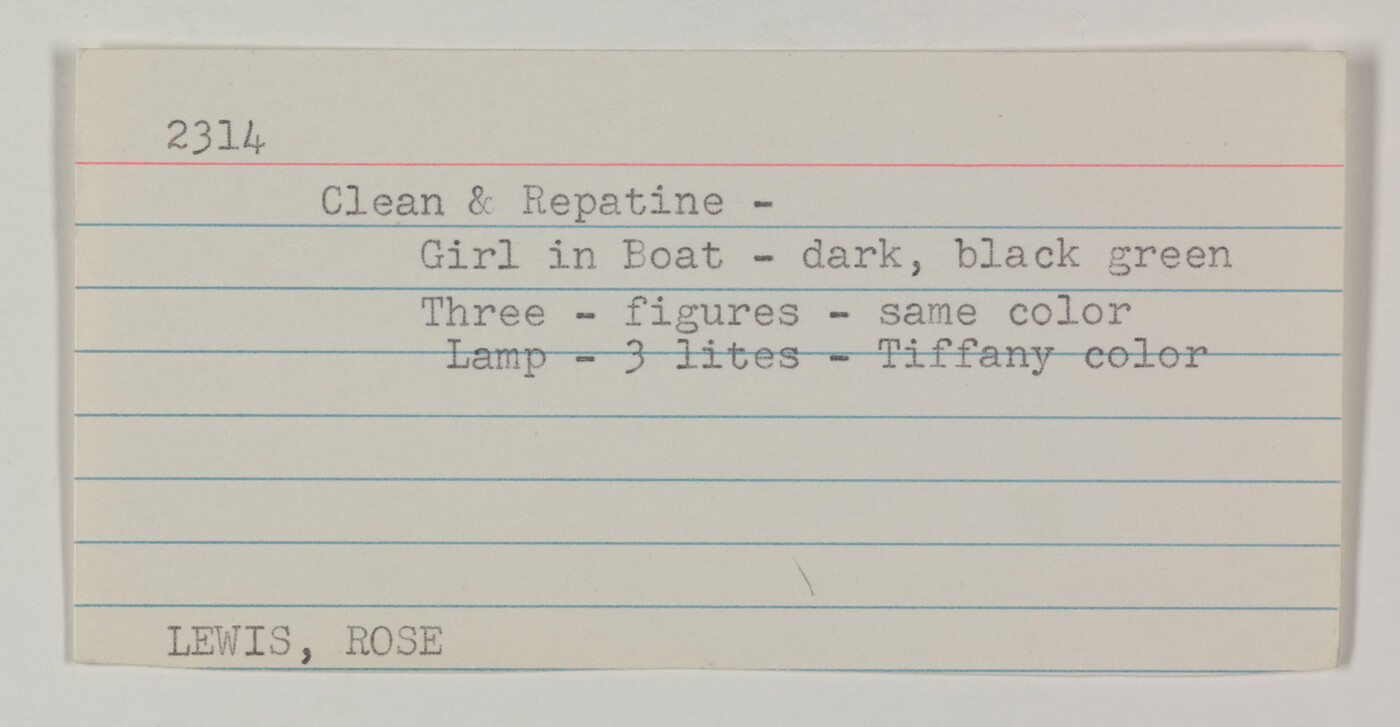 2314
Clean & Repatine -
Girl in Boat - dark, black green
Three - figures - same color
Lamp - 3 lites - Tiffany color
LEWIS, ROSE